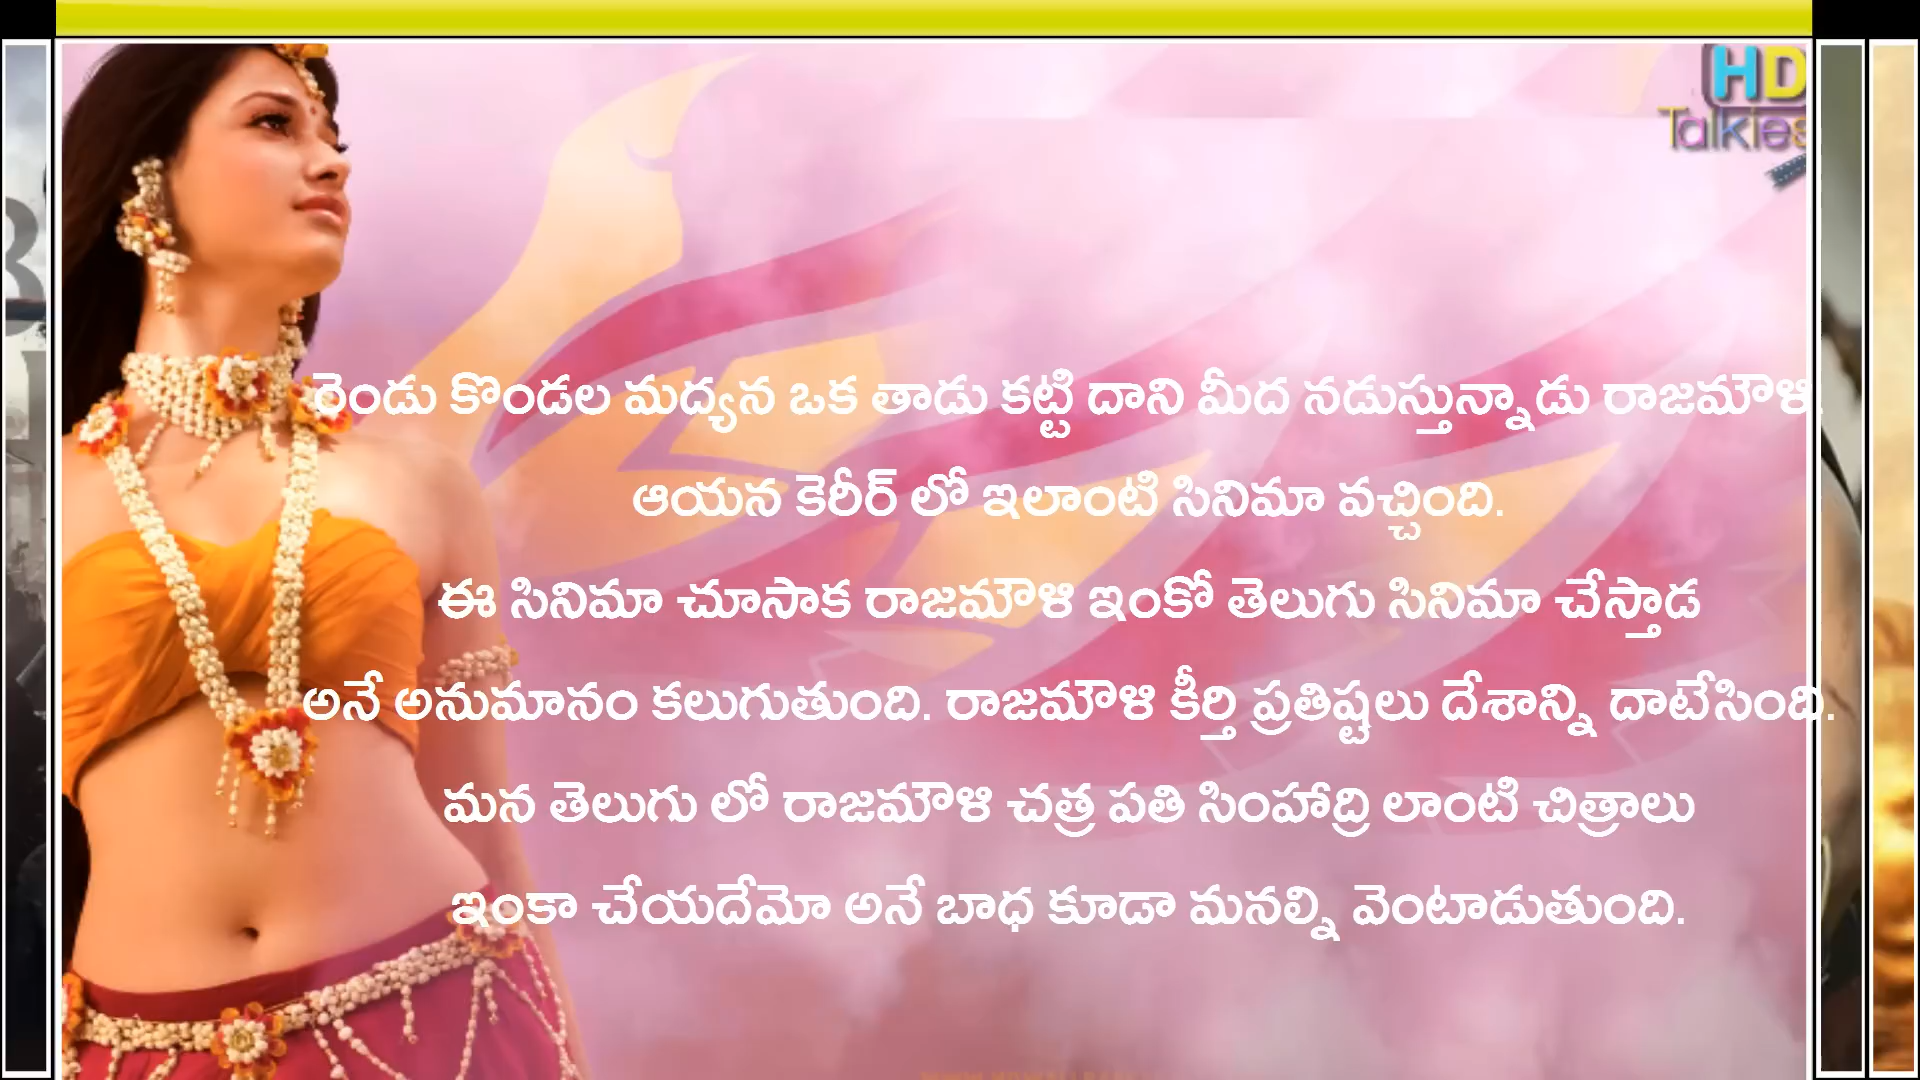 HD
Talkies
రెండు కొండల మద్యన ఒక తాడు కట్టి దాని మీద నడుస్తున్నాడు రాజమౌళి.
ఆయన కెరీర్ లో ఇలాంటి సినిమా వచ్చింది.
ఈ సినిమా చూసాక రాజమౌళి ఇంకో తెలుగు సినిమా చేస్తాడ
అనే అనుమానం కలుగుతుంది. రాజమౌళి కీర్తి ప్రతిష్టలు దేశాన్ని దాటేసింది.
మన తెలుగు లో రాజమౌళి చత్ర పతి సింహాద్రి లాంటి చిత్రాలు
ఇంకా చేయదేమో అనే బాధ కూడా మనల్ని వెంటాడుతుంది.